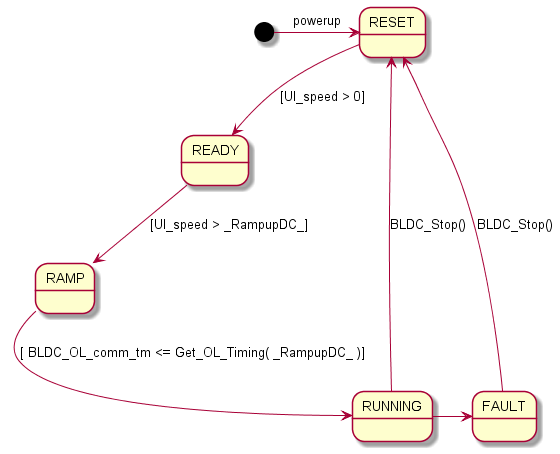 powerup
RESET
[UI_speed > 0]
READY
[UI_speed > _RampupDC_]
BLDC_Stop()
BLDC_Stop()
RAMP
[ BLDC_OL_comm_tm <= Get_OL_Timing( _RampupDC_ )]
RUNNING
FAULT